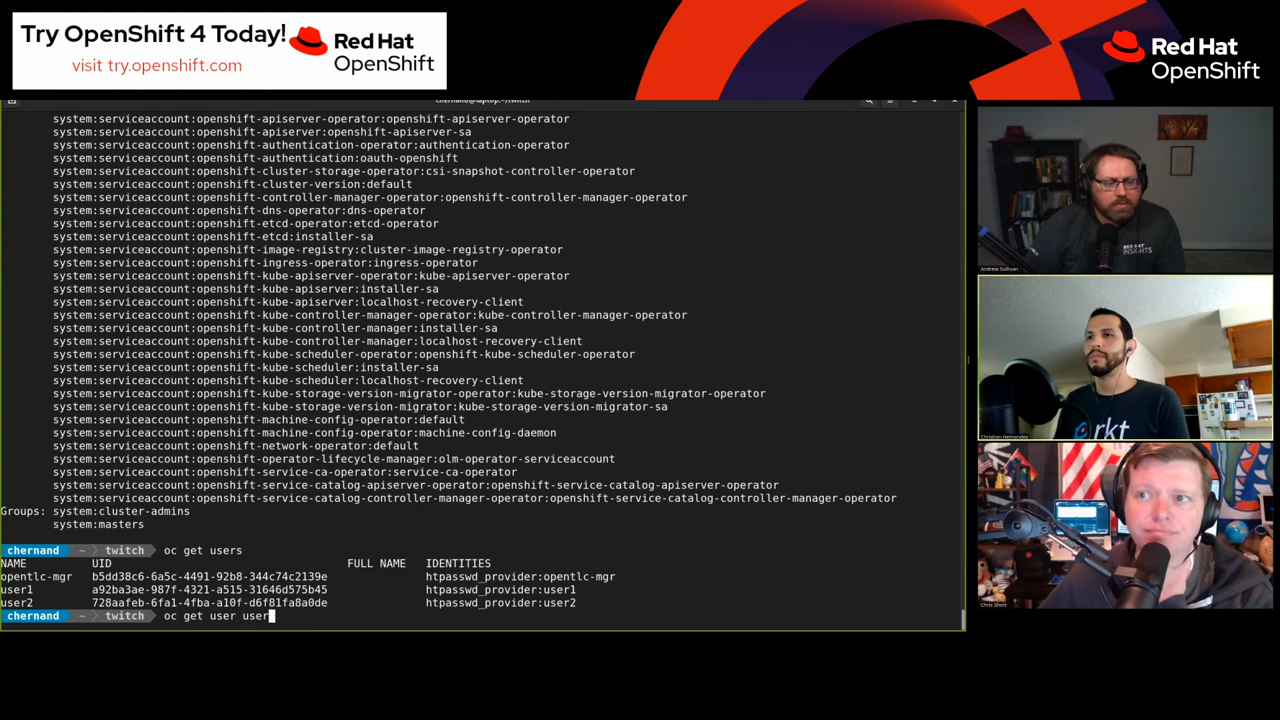 Try OpenShift 4 Today!
visit try.openshift.com
Red Hat
OpenShift
Red Hat
OpenShift
chernand@laptop:~/twitch
system:serviceaccount:openshift-apiserver-operator:openshift-apiserver-operator
system:serviceaccount:openshift-apiserver:openshift-apiserver-sa
system:serviceaccount:openshift-authentication-operator:authentication-operator
system:serviceaccount:openshift-authentication:oauth-openshift
system:serviceaccount:openshift-cluster-storage-operator:csi-snapshot-controller-operator
system:serviceaccount:openshift-cluster-version:default
system:serviceaccount:openshift-controller-manager-operator:openshift-controller-manager-operator
system:serviceaccount:openshift-dns-operator:dns-operator
system:serviceaccount:openshift-etcd-operator:etcd-operator
system:serviceaccount:openshift-etcd:installer-sa
system:serviceaccount:openshift-image-registry:cluster-image-registry-operator
system:serviceaccount:openshift-ingress-operator:ingress-operator
system:serviceaccount:openshift-kube-apiserver-operator:kube-apiserver-operator
system:serviceaccount:openshift-kube-apiserver:installer-sa
system:serviceaccount:openshift-kube-apiserver:localhost-recovery-client
system:serviceaccount:openshift-kube-controller-manager-operator:kube-controller-manager-operator
system:serviceaccount:openshift-kube-controller-manager:installer-sa
system:serviceaccount:openshift-kube-controller-manager:localhost-recovery-client
system:serviceaccount:openshift-kube-scheduler-operator:openshift-kube-scheduler-operator
system:serviceaccount:openshift-kube-scheduler:installer-sa
system:serviceaccount:openshift-kube-scheduler:localhost-recovery-client
system:serviceaccount:openshift-kube-storage-version-migrator-operator:kube-storage-version-migrator-operator
system:serviceaccount:openshift-kube-storage-version-migrator:kube-storage-version-migrator-sa
system:serviceaccount:openshift-machine-config-operator:default
system:serviceaccount:openshift-machine-config-operator:machine-config-daemon
system:serviceaccount:openshift-network-operator:default
system:serviceaccount:openshift-operator-lifecycle-manager:olm-operator-serviceaccount
system:serviceaccount:openshift-service-ca-operator:service-ca-operator
system:serviceaccount:openshift-service-catalog-apiserver-operator:openshift-service-catalog-apiserver-operator
system:serviceaccount:openshift-service-catalog-controller-manager-operator:openshift-service-catalog-controller-manager-operator
Groups: system:cluster-admins
system:masters
chernand ~ twitch oc get users
NAME UID FULL NAME IDENTITIES
opentlc-mgr b5dd38c6-6a5c-4491-92b8-344c74c2139e htpasswd_provider:opentlc-mgr
user1 a92ba3ae-987f-4321-a515-31646d575b45 htpasswd_provider:user1
user2 728aafeb-6fa1-4fba-a10f-d6f81fa8a0de htpasswd_provider:user2
chernand ~ twitch oc get user user
RED HAT
INSIGHTS
Andrew Sullivan
rkt
Christian Hernandez
Chris Short